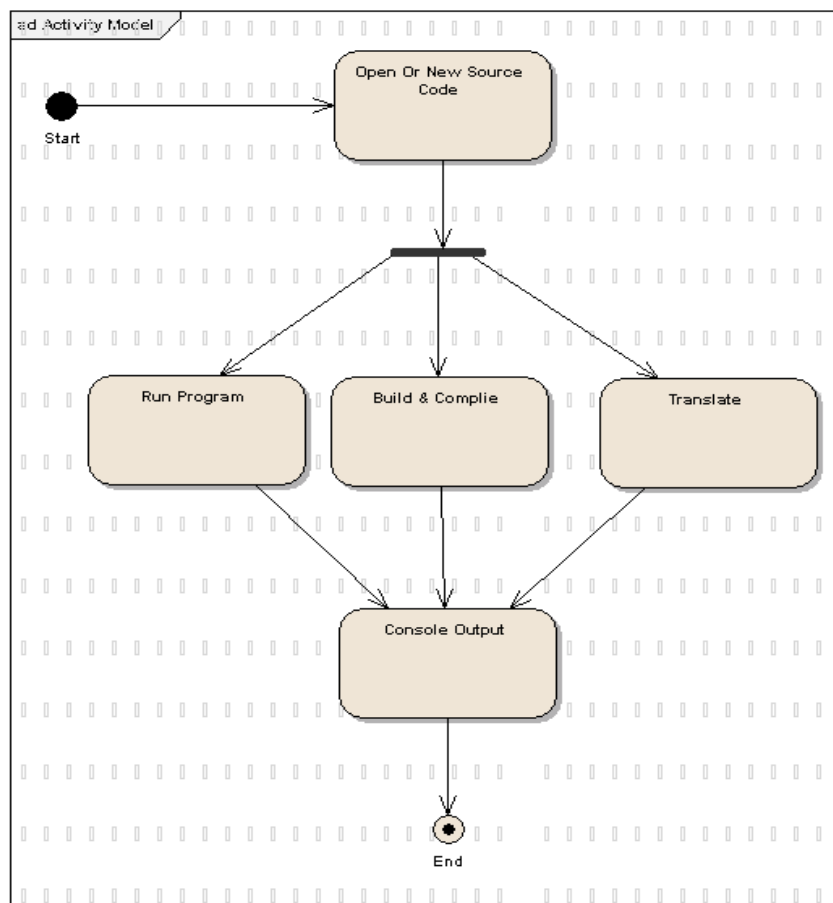 ad Activity Model
Open Or New Source
Code
Start
Run Program
Build & Complie
Translate
Console Output
End